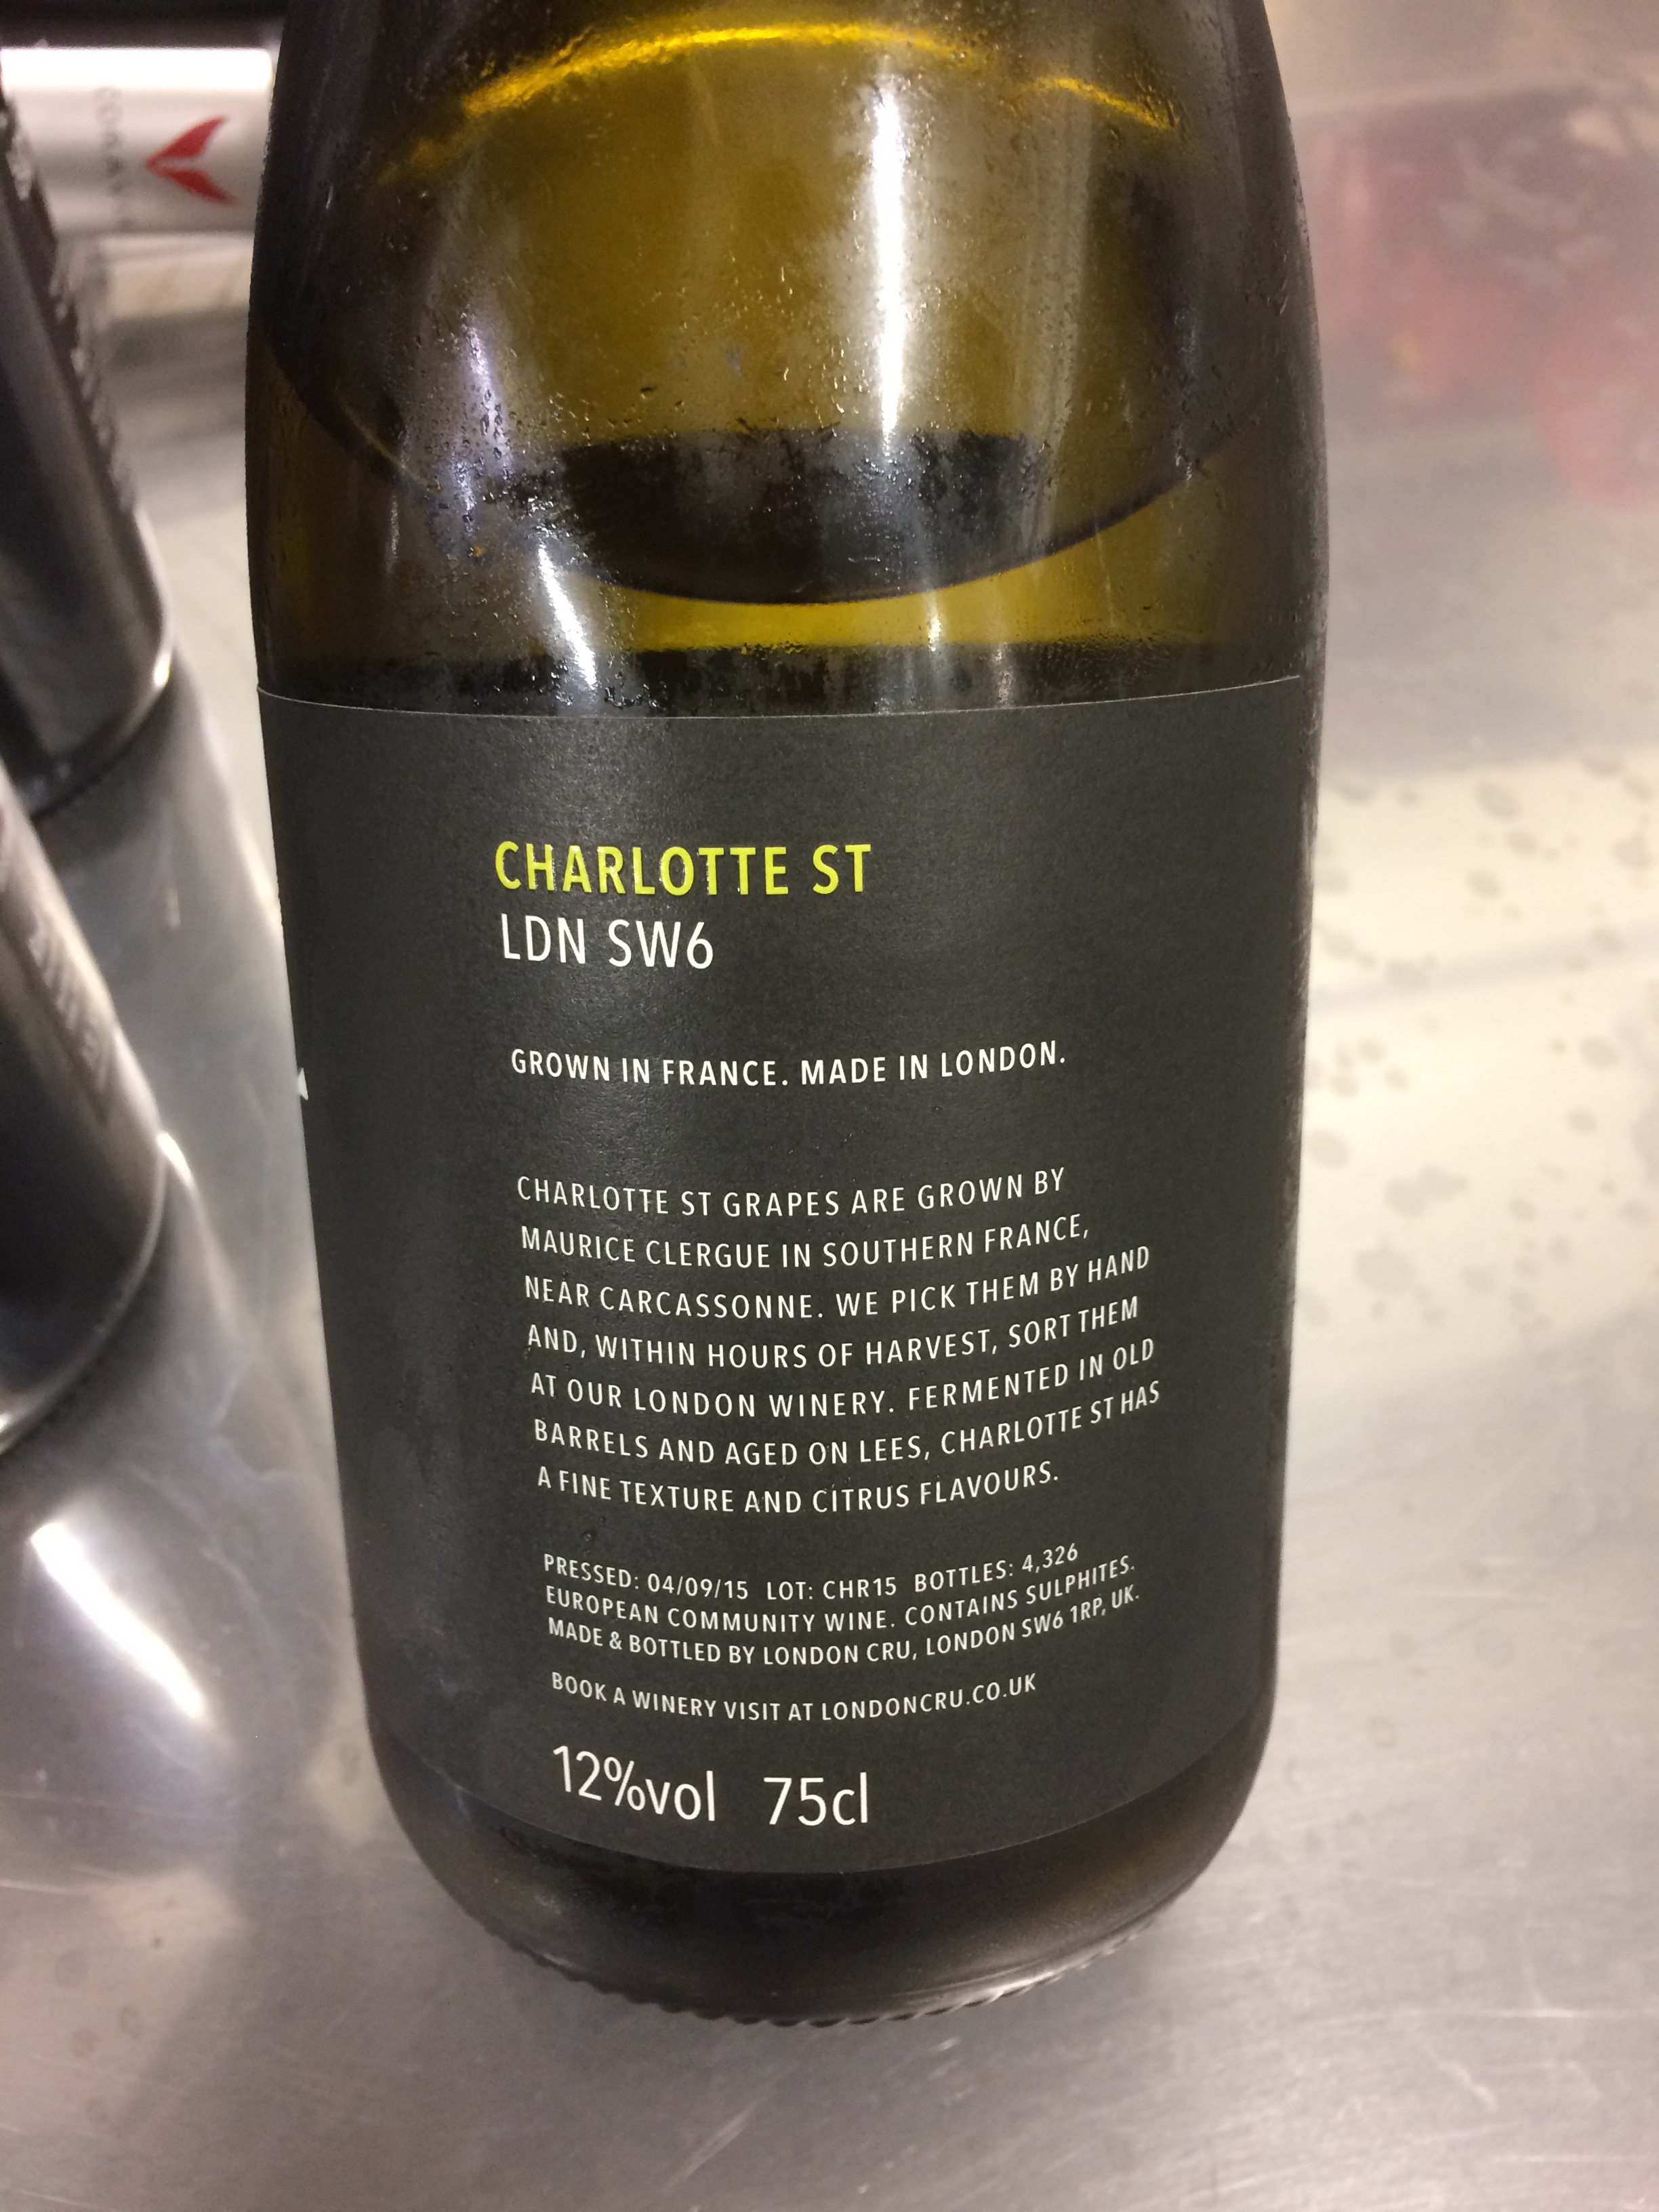 CHARLOTTE ST
LDN SW6
GROWN IN FRANCE. MADE IN LONDON.
CHARLOTTE ST GRAPES ARE GROWN BY
MAURICE CLERGUE IN SOUTHERN FRANCE,
NEAR CARCASSONNE. WE PICK THEM BY HAND
AND, WITHIN HOURS OF HARVEST, SORT THEM
AT OUR LONDON WINERY. FERMENTED IN OLD
BARRELS AND AGED ON LEES, CHARLOTTE ST HAS
A FINE TEXTURE AND CITRUS FLAVOURS.
PRESSED: 04/09/15 LOT: CHR15 BOTTLES: 4,326
EUROPEAN COMMUNITY WINE. CONTAINS SULPHITES.
MADE & BOTTLED BY LONDON CRU, LONDON SW6 1RP, UK.
BOOK A WINERY VISIT AT LONDONCRU.CO.UK
12%vol 75cl